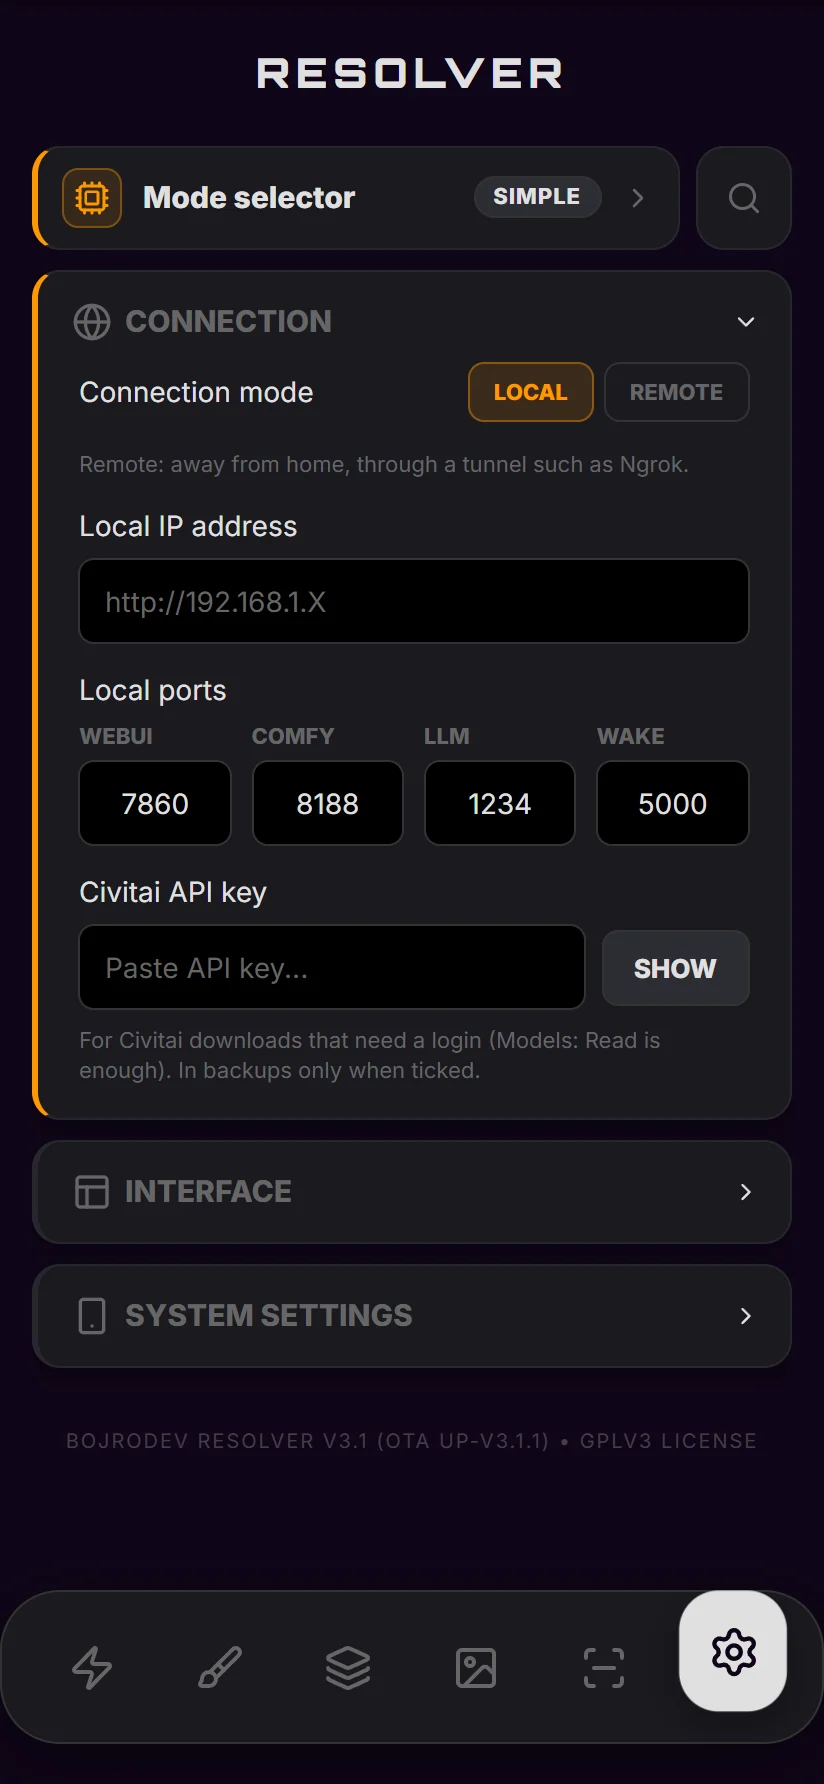 RESOLVER
Mode selector
SIMPLE
CONNECTION
Connection mode
LOCAL
REMOTE
Remote: away from home, through a tunnel such as Ngrok.
Local IP address
http://192.168.1.X
Local ports
WEBUI COMFY LLM WAKE
7860 8188 1234 5000
Civitai API key
Paste API key...
SHOW
For Civitai downloads that need a login (Models: Read is
enough). In backups only when ticked.
INTERFACE
SYSTEM SETTINGS
BOJRODEV RESOLVER V3.1 (OTA UP-V3.1.1) • GPLV3 LICENSE